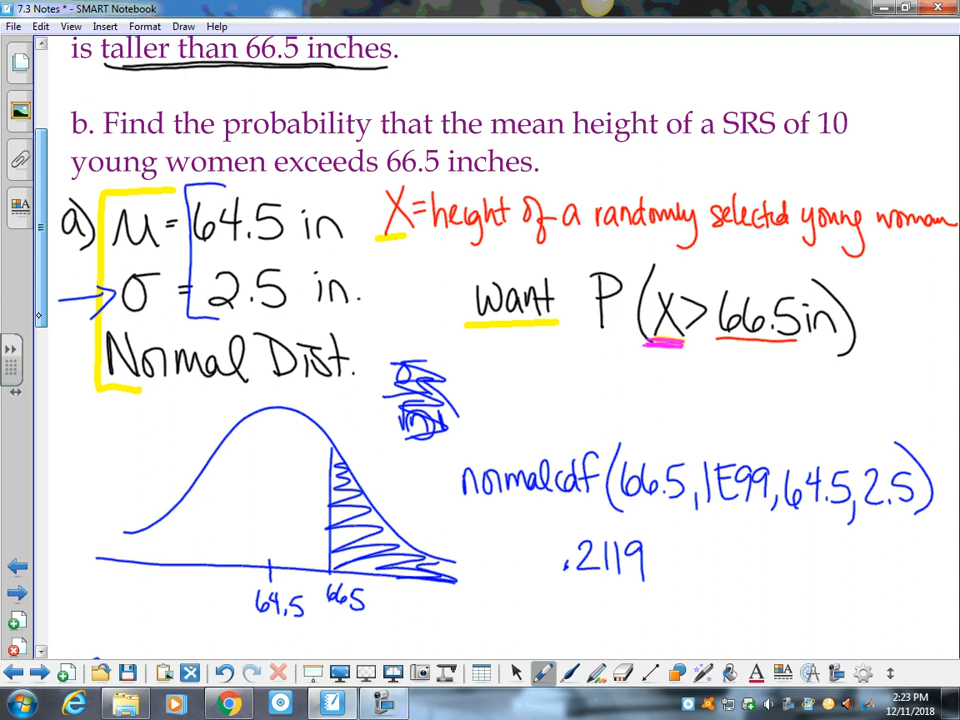 7.3 Notes * - SMART Notebook
File Edit View Insert Format Draw Help
is taller than 66.5 inches.
b. Find the probability that the mean height of a SRS of 10
young women exceeds 66.5 inches.
a) μ = 64.5 in
X = height of a randomly selected young woman
σ = 2.5 in.
want P(X > 66.5in)
Normal Dist.
normalcdf(66.5, 1E99, 64.5, 2.5)
.2119
64.5 66.5
2:23 PM
12/11/2018